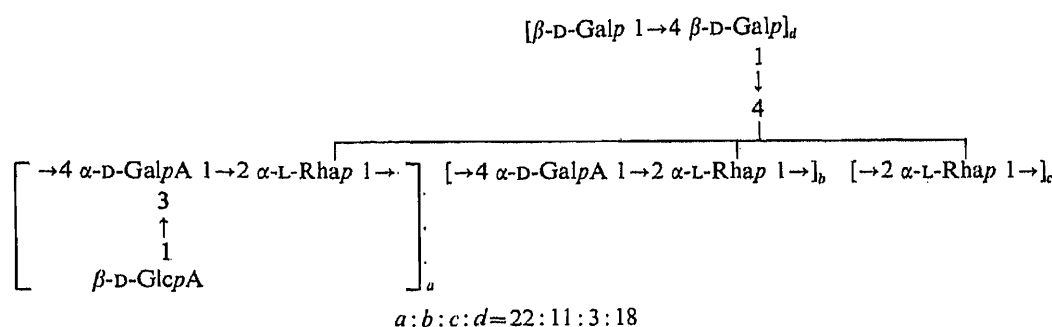 [β-D-Galp 1→4 β-D-Galp]d
1
↓
4
[ →4 α-D-GalpA 1→2 α-L-Rhap 1→ [→4 α-D-GalpA 1→2 α-L-Rhap 1→]b [→2 α-L-Rhap 1→]c
3
↑
1
β-D-GlcpA ]a
a:b:c:d=22:11:3:18